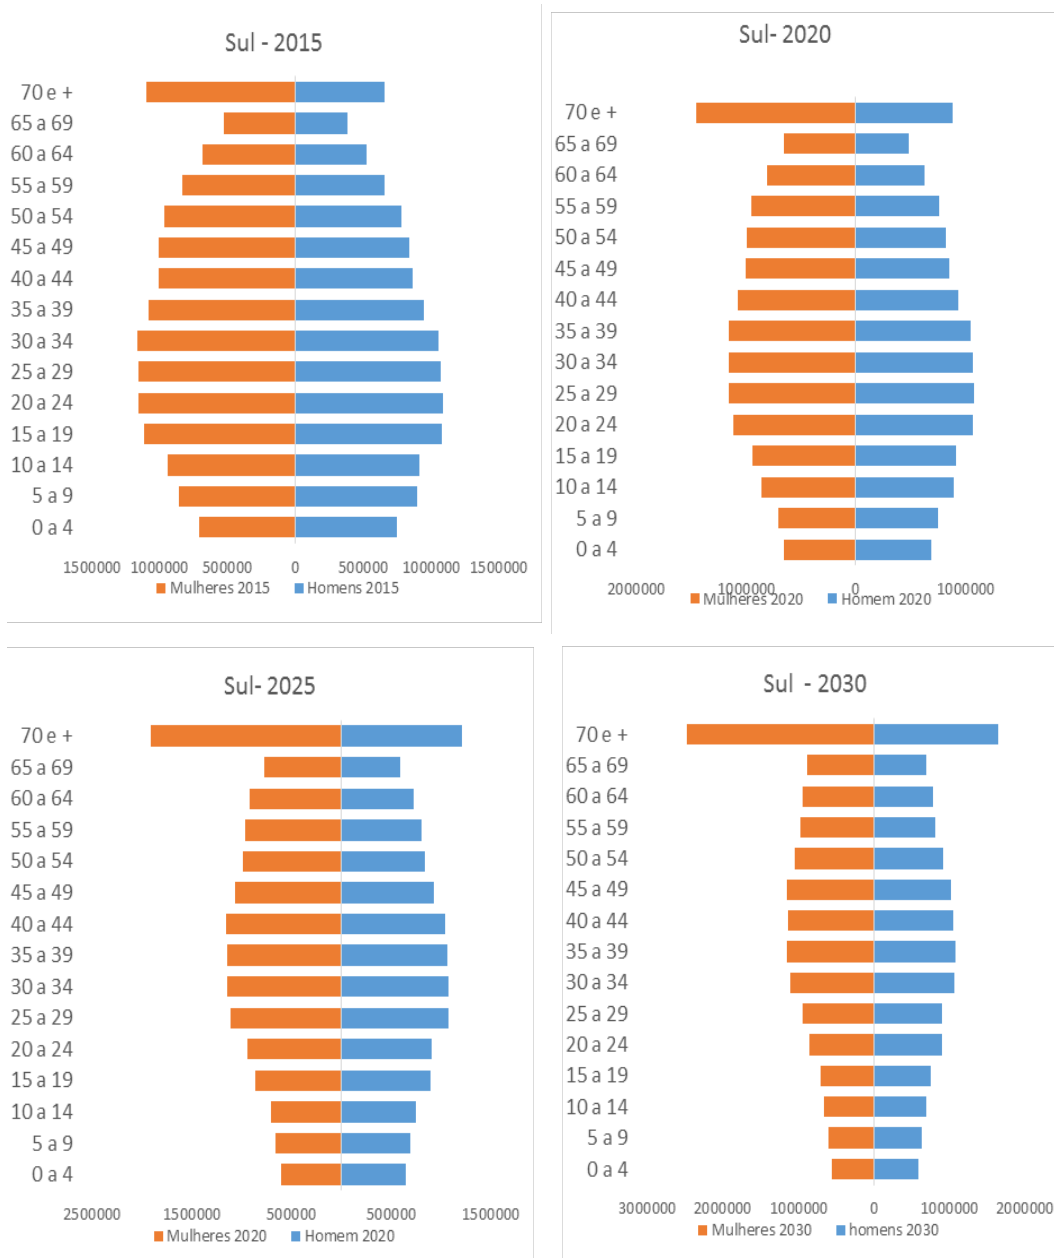 Sul - 2015
70 e +
65 a 69
60 a 64
55 a 59
50 a 54
45 a 49
40 a 44
35 a 39
30 a 34
25 a 29
20 a 24
15 a 19
10 a 14
5 a 9
0 a 4
1500000 1000000 500000 0 500000 1000000 1500000
Mulheres 2015 Homens 2015
Sul- 2020
70 e +
65 a 69
60 a 64
55 a 59
50 a 54
45 a 49
40 a 44
35 a 39
30 a 34
25 a 29
20 a 24
15 a 19
10 a 14
5 a 9
0 a 4
2000000 1000000 0 1000000
Mulheres 2020 Homem 2020
Sul- 2025
70 e +
65 a 69
60 a 64
55 a 59
50 a 54
45 a 49
40 a 44
35 a 39
30 a 34
25 a 29
20 a 24
15 a 19
10 a 14
5 a 9
0 a 4
2500000 1500000 500000 500000 1500000
Mulheres 2020 Homem 2020
Sul - 2030
70 e +
65 a 69
60 a 64
55 a 59
50 a 54
45 a 49
40 a 44
35 a 39
30 a 34
25 a 29
20 a 24
15 a 19
10 a 14
5 a 9
0 a 4
3000000 2000000 1000000 0 1000000 2000000
Mulheres 2030 homens 2030